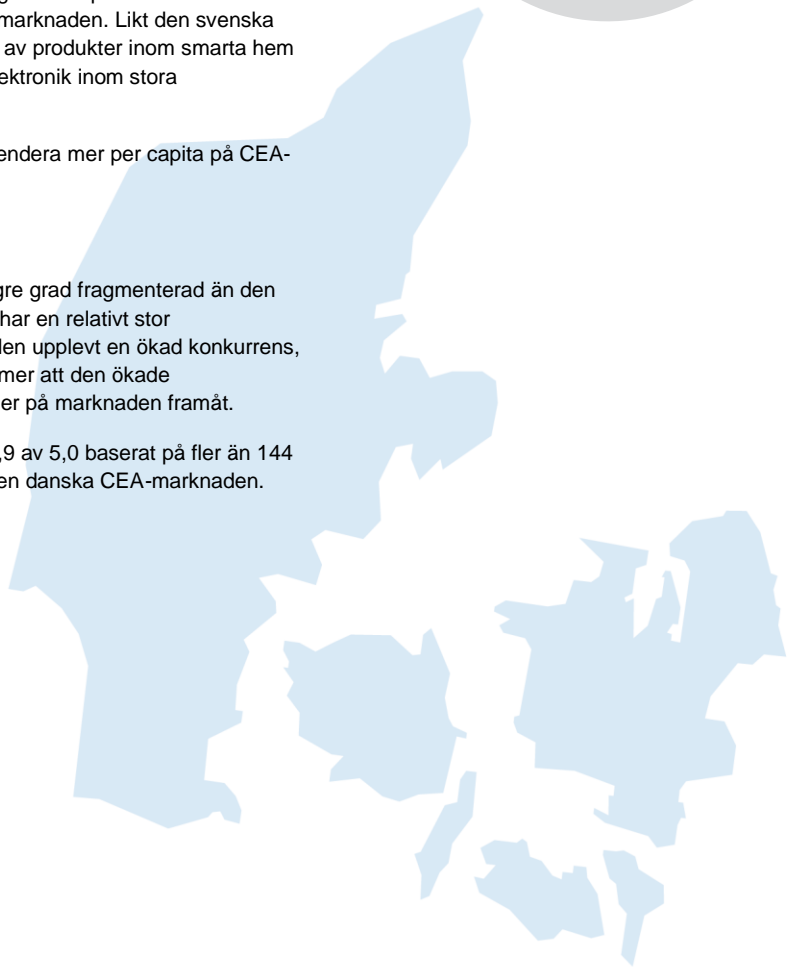 marknaden. Likt den svenska
av produkter inom smarta hem
ektronik inom stora
endera mer per capita på CEA-
gre grad fragmenterad än den
har en relativt stor
den upplevt en ökad konkurrens,
mer att den ökade
er på marknaden framåt.
,9 av 5,0 baserat på fler än 144
en danska CEA-marknaden.